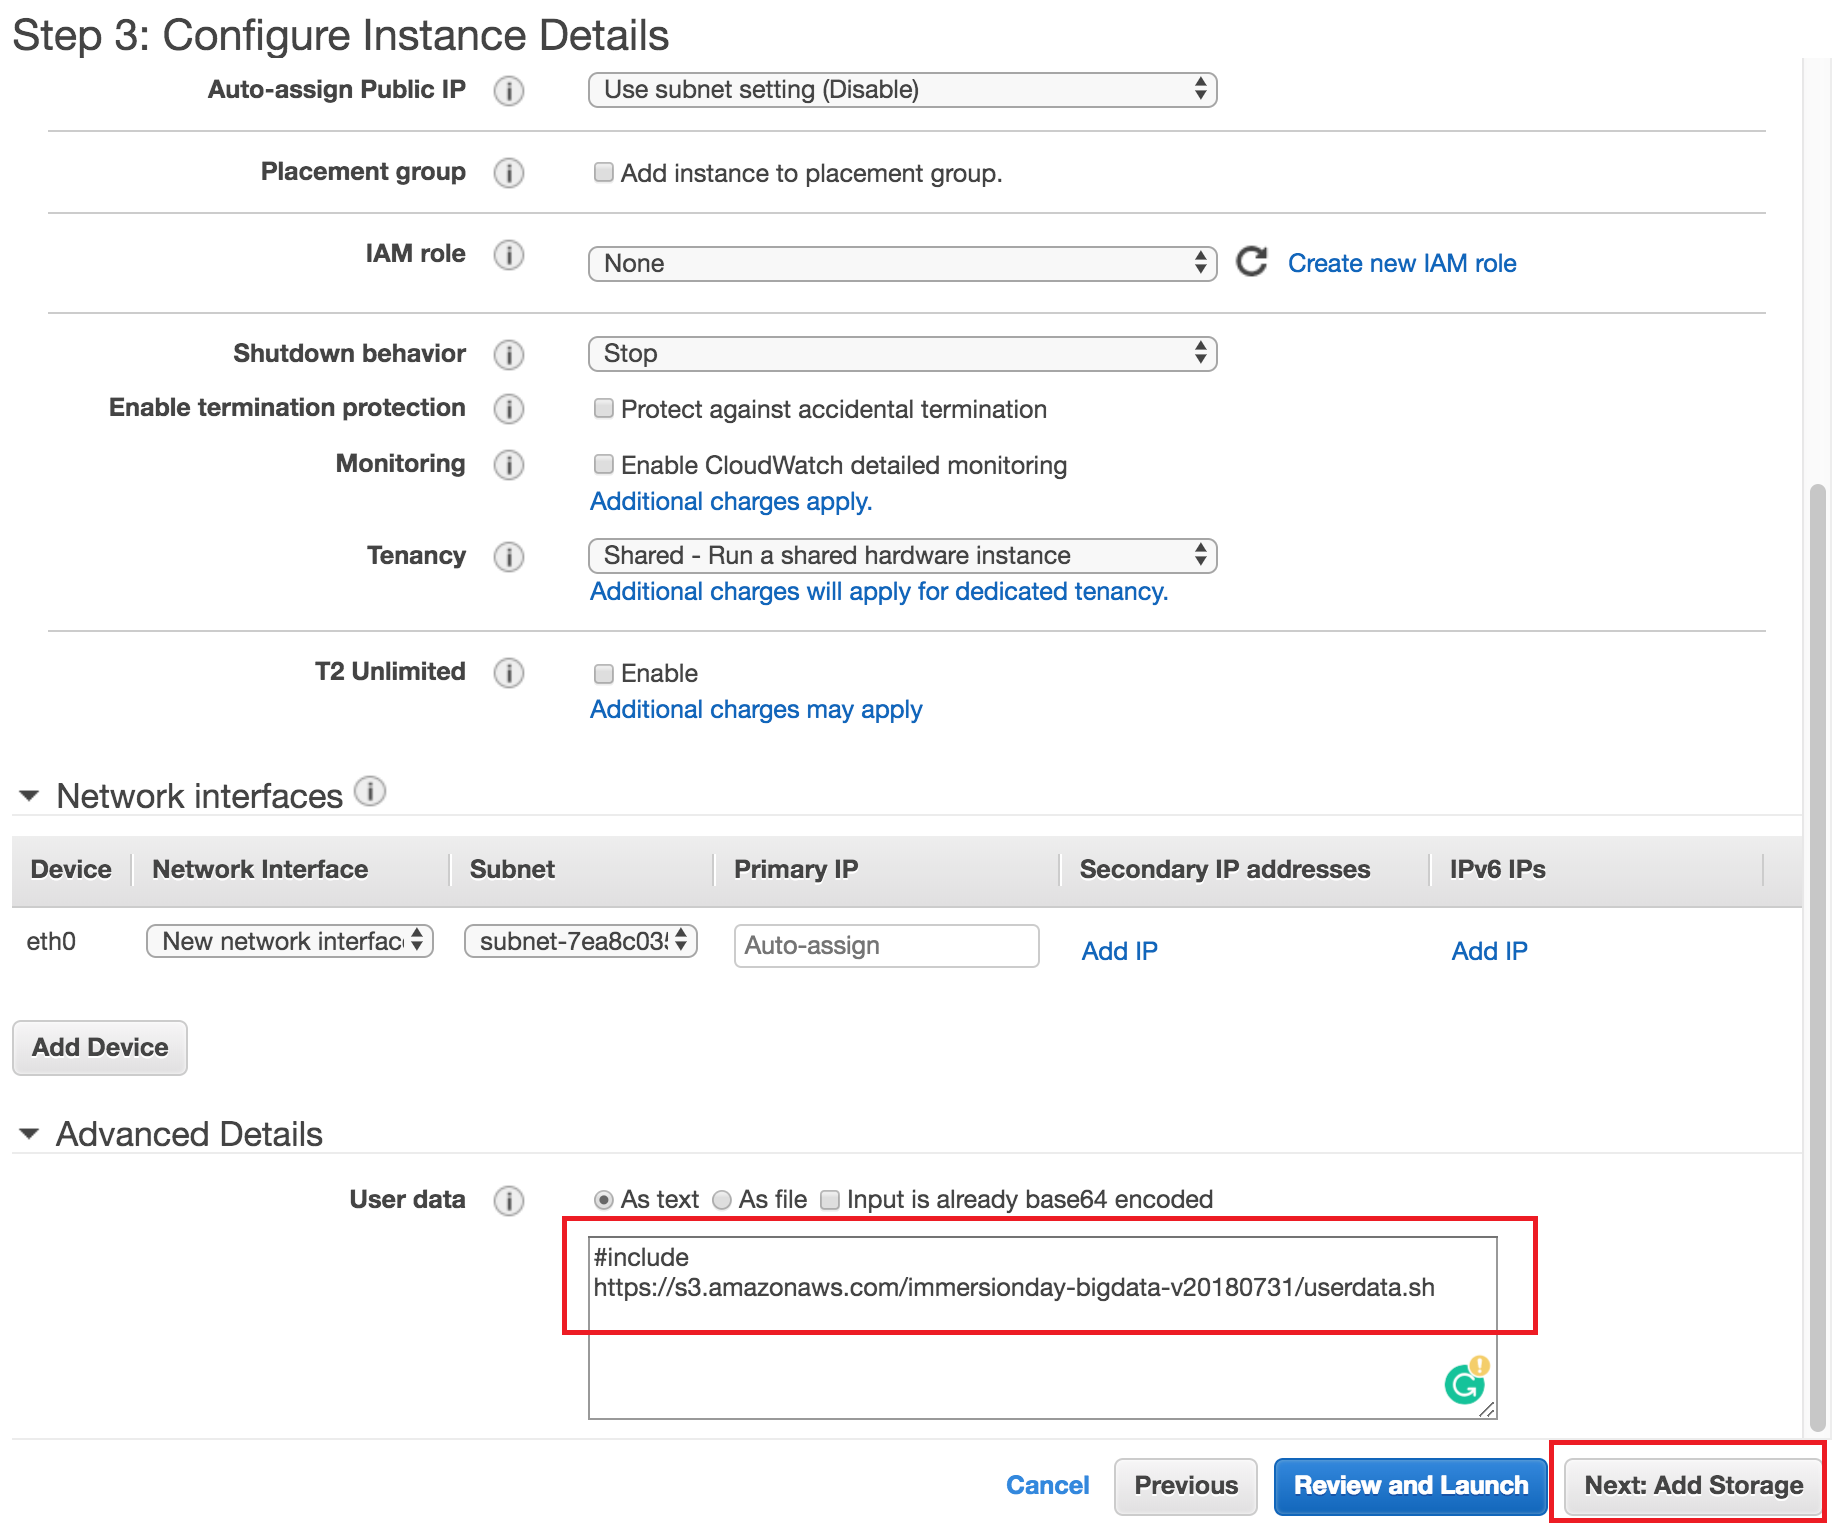 Step 3: Configure Instance Details
Auto-assign Public IP i Use subnet setting (Disable)
Placement group i Add instance to placement group.
IAM role i None Create new IAM role
Shutdown behavior i Stop
Enable termination protection i Protect against accidental termination
Monitoring i Enable CloudWatch detailed monitoring
Additional charges apply.
Tenancy i Shared - Run a shared hardware instance
Additional charges will apply for dedicated tenancy.
T2 Unlimited i Enable
Additional charges may apply
Network interfaces i
Device Network Interface Subnet Primary IP Secondary IP addresses IPv6 IPs
eth0 New network interfac subnet-7ea8c035 Auto-assign Add IP Add IP
Add Device
Advanced Details
User data i As text As file Input is already base64 encoded
#include
https://s3.amazonaws.com/immersionday-bigdata-v20180731/userdata.sh
Cancel Previous Review and Launch Next: Add Storage